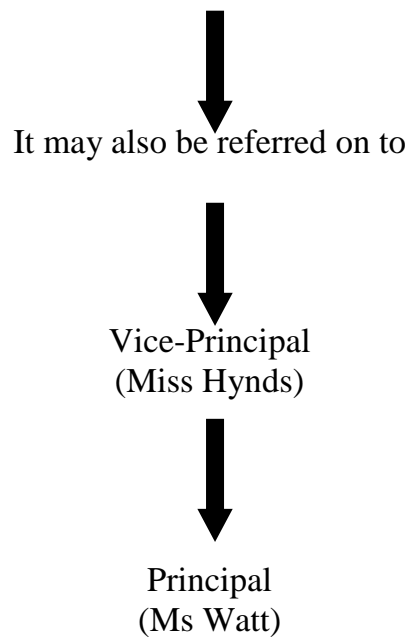 It may also be referred on to
Vice-Principal
(Miss Hynds)
Principal
(Ms Watt)